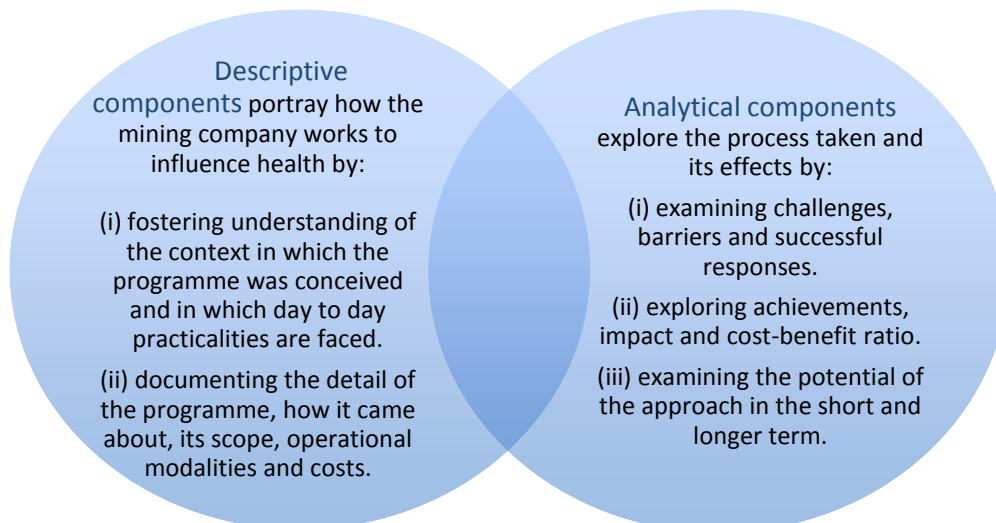 Descriptive
components portray how the
mining company works to
influence health by:
(i) fostering understanding of
the context in which the
programme was conceived
and in which day to day
practicalities are faced.
(ii) documenting the detail of
the programme, how it came
about, its scope, operational
modalities and costs.
Analytical components
explore the process taken and
its effects by:
(i) examining challenges,
barriers and successful
responses.
(ii) exploring achievements,
impact and cost-benefit ratio.
(iii) examining the potential of
the approach in the short and
longer term.